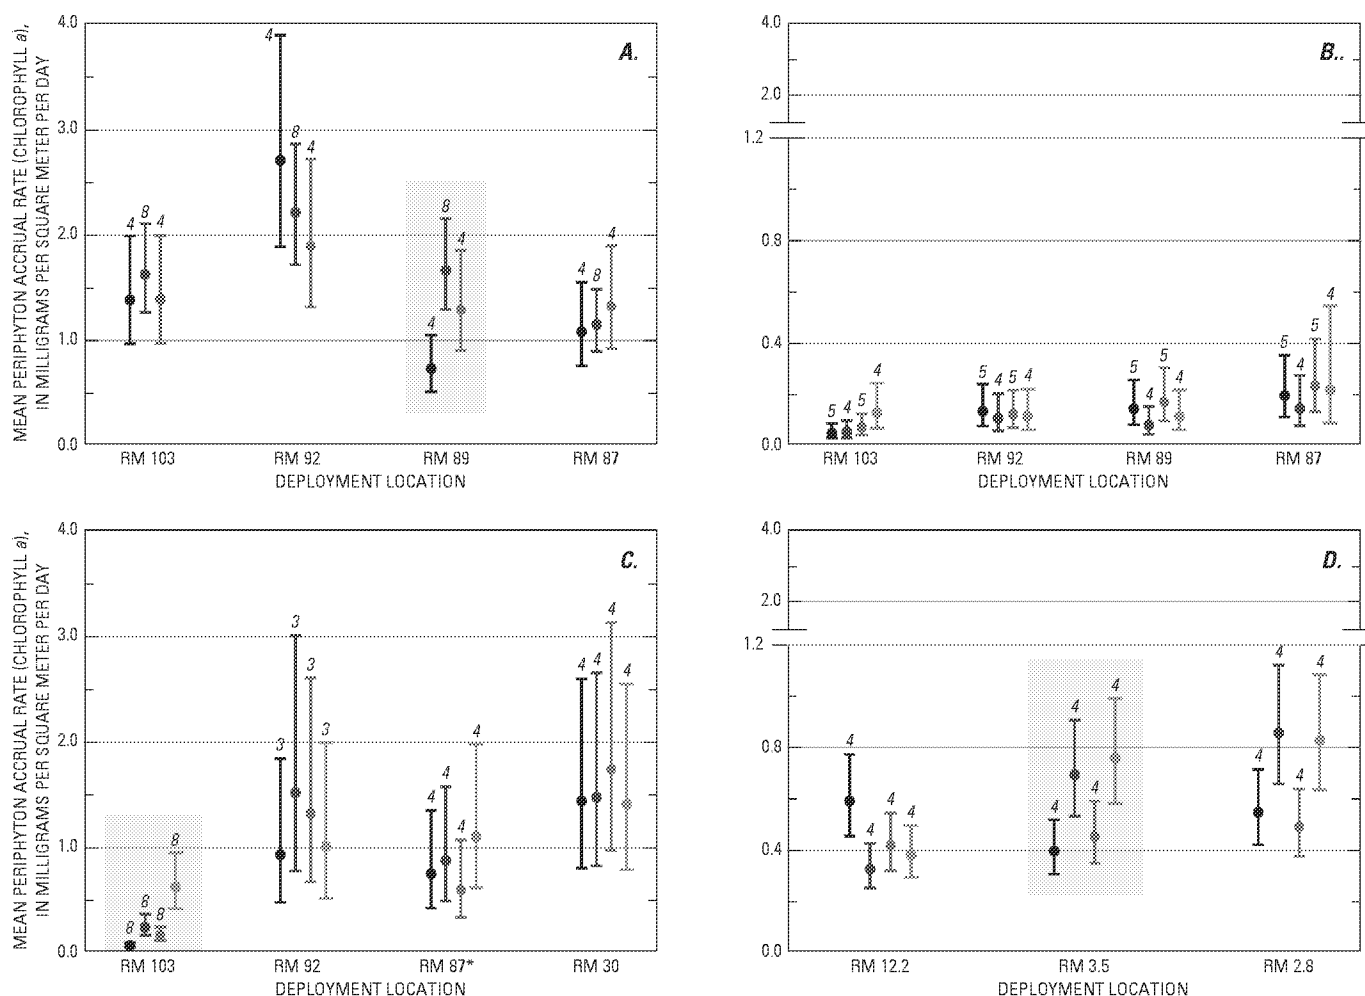 MEAN PERIPHYTON ACCRUAL RATE (CHLOROPHYLL a),
IN MILLIGRAMS PER SQUARE METER PER DAY
4.0
3.0
2.0
1.0
0.0
A.
4 8 4
4 8 4
4 8 4
4 8 4
RM 103 RM 92 RM 89 RM 87
DEPLOYMENT LOCATION
4.0
2.0
1.2
0.8
0.4
0.0
B..
5 4 5 4
5 4 5 4
5 4 5 4
5 4 5 4
RM 103 RM 92 RM 89 RM 87
DEPLOYMENT LOCATION
MEAN PERIPHYTON ACCRUAL RATE (CHLOROPHYLL a),
IN MILLIGRAMS PER SQUARE METER PER DAY
4.0
3.0
2.0
1.0
0.0
C.
8 8 8 8
3 3 3 3
4 4 4 4
4 4 4 4
RM 103 RM 92 RM 87* RM 30
DEPLOYMENT LOCATION
4.0
2.0
1.2
0.8
0.4
0.0
D.
4 4 4 4
4 4 4 4
4 4 4 4
RM 12.2 RM 3.5 RM 2.8
DEPLOYMENT LOCATION